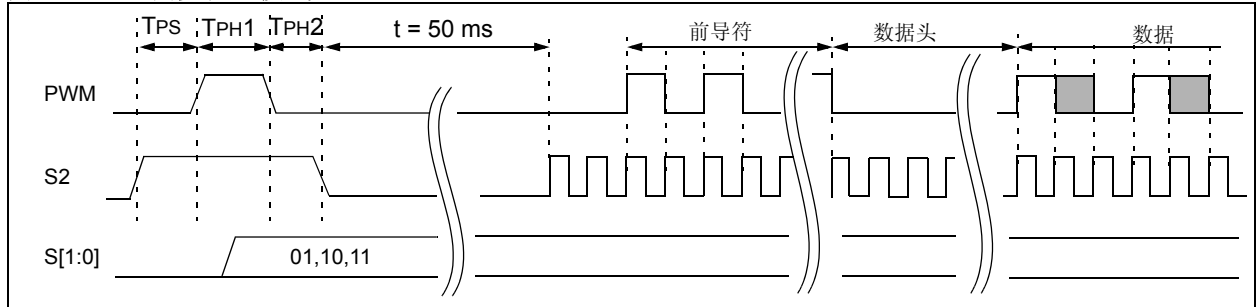 TPS TPH1 TPH2 t = 50 ms 前导符 数据头 数据
PWM
S2
S[1:0] 01,10,11